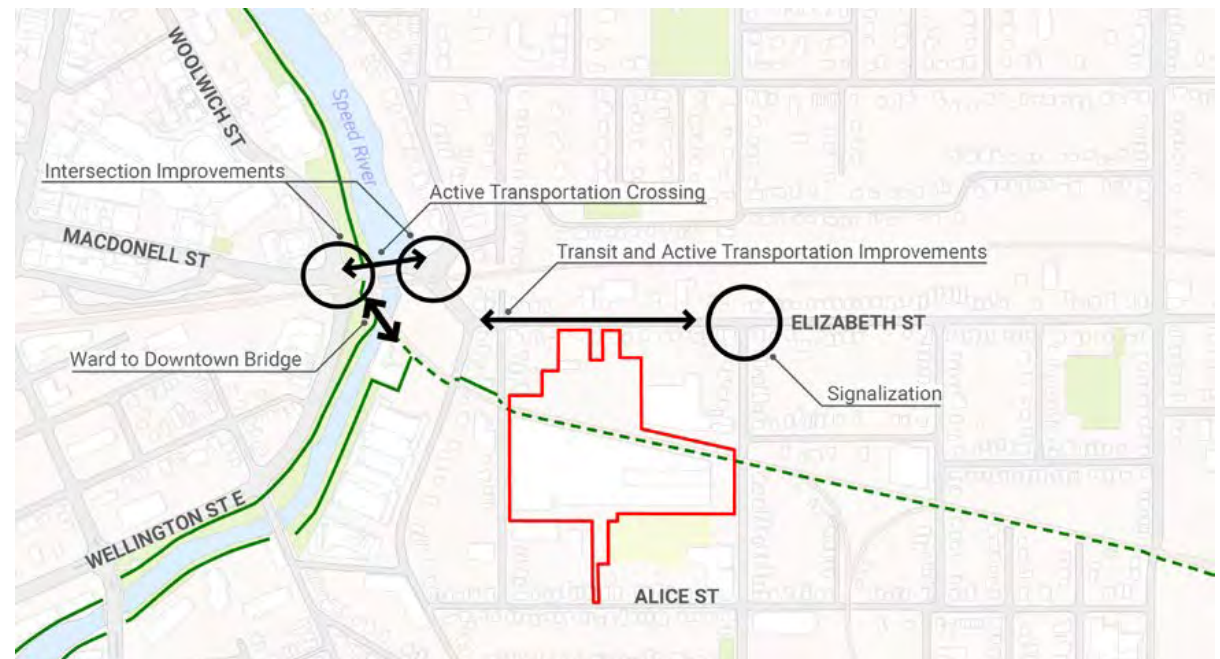 WOOLWICH ST
Speed River
Intersection Improvements
Active Transportation Crossing
MACDONELL ST
Transit and Active Transportation Improvements
ELIZABETH ST
Ward to Downtown Bridge
Signalization
WELLINGTON ST E
ALICE ST